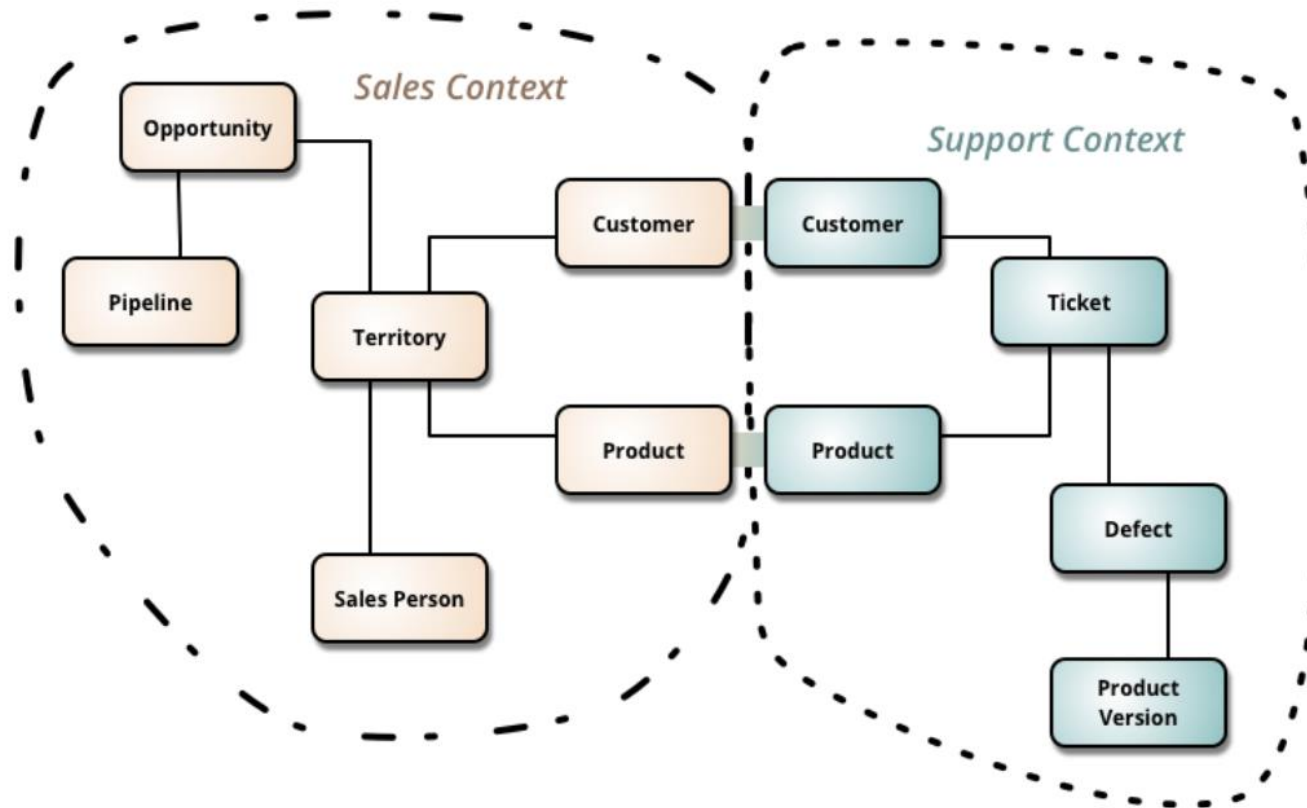 Sales Context
Opportunity
Support Context
Customer
Customer
Pipeline
Ticket
Territory
Product
Product
Defect
Sales Person
Product
Version